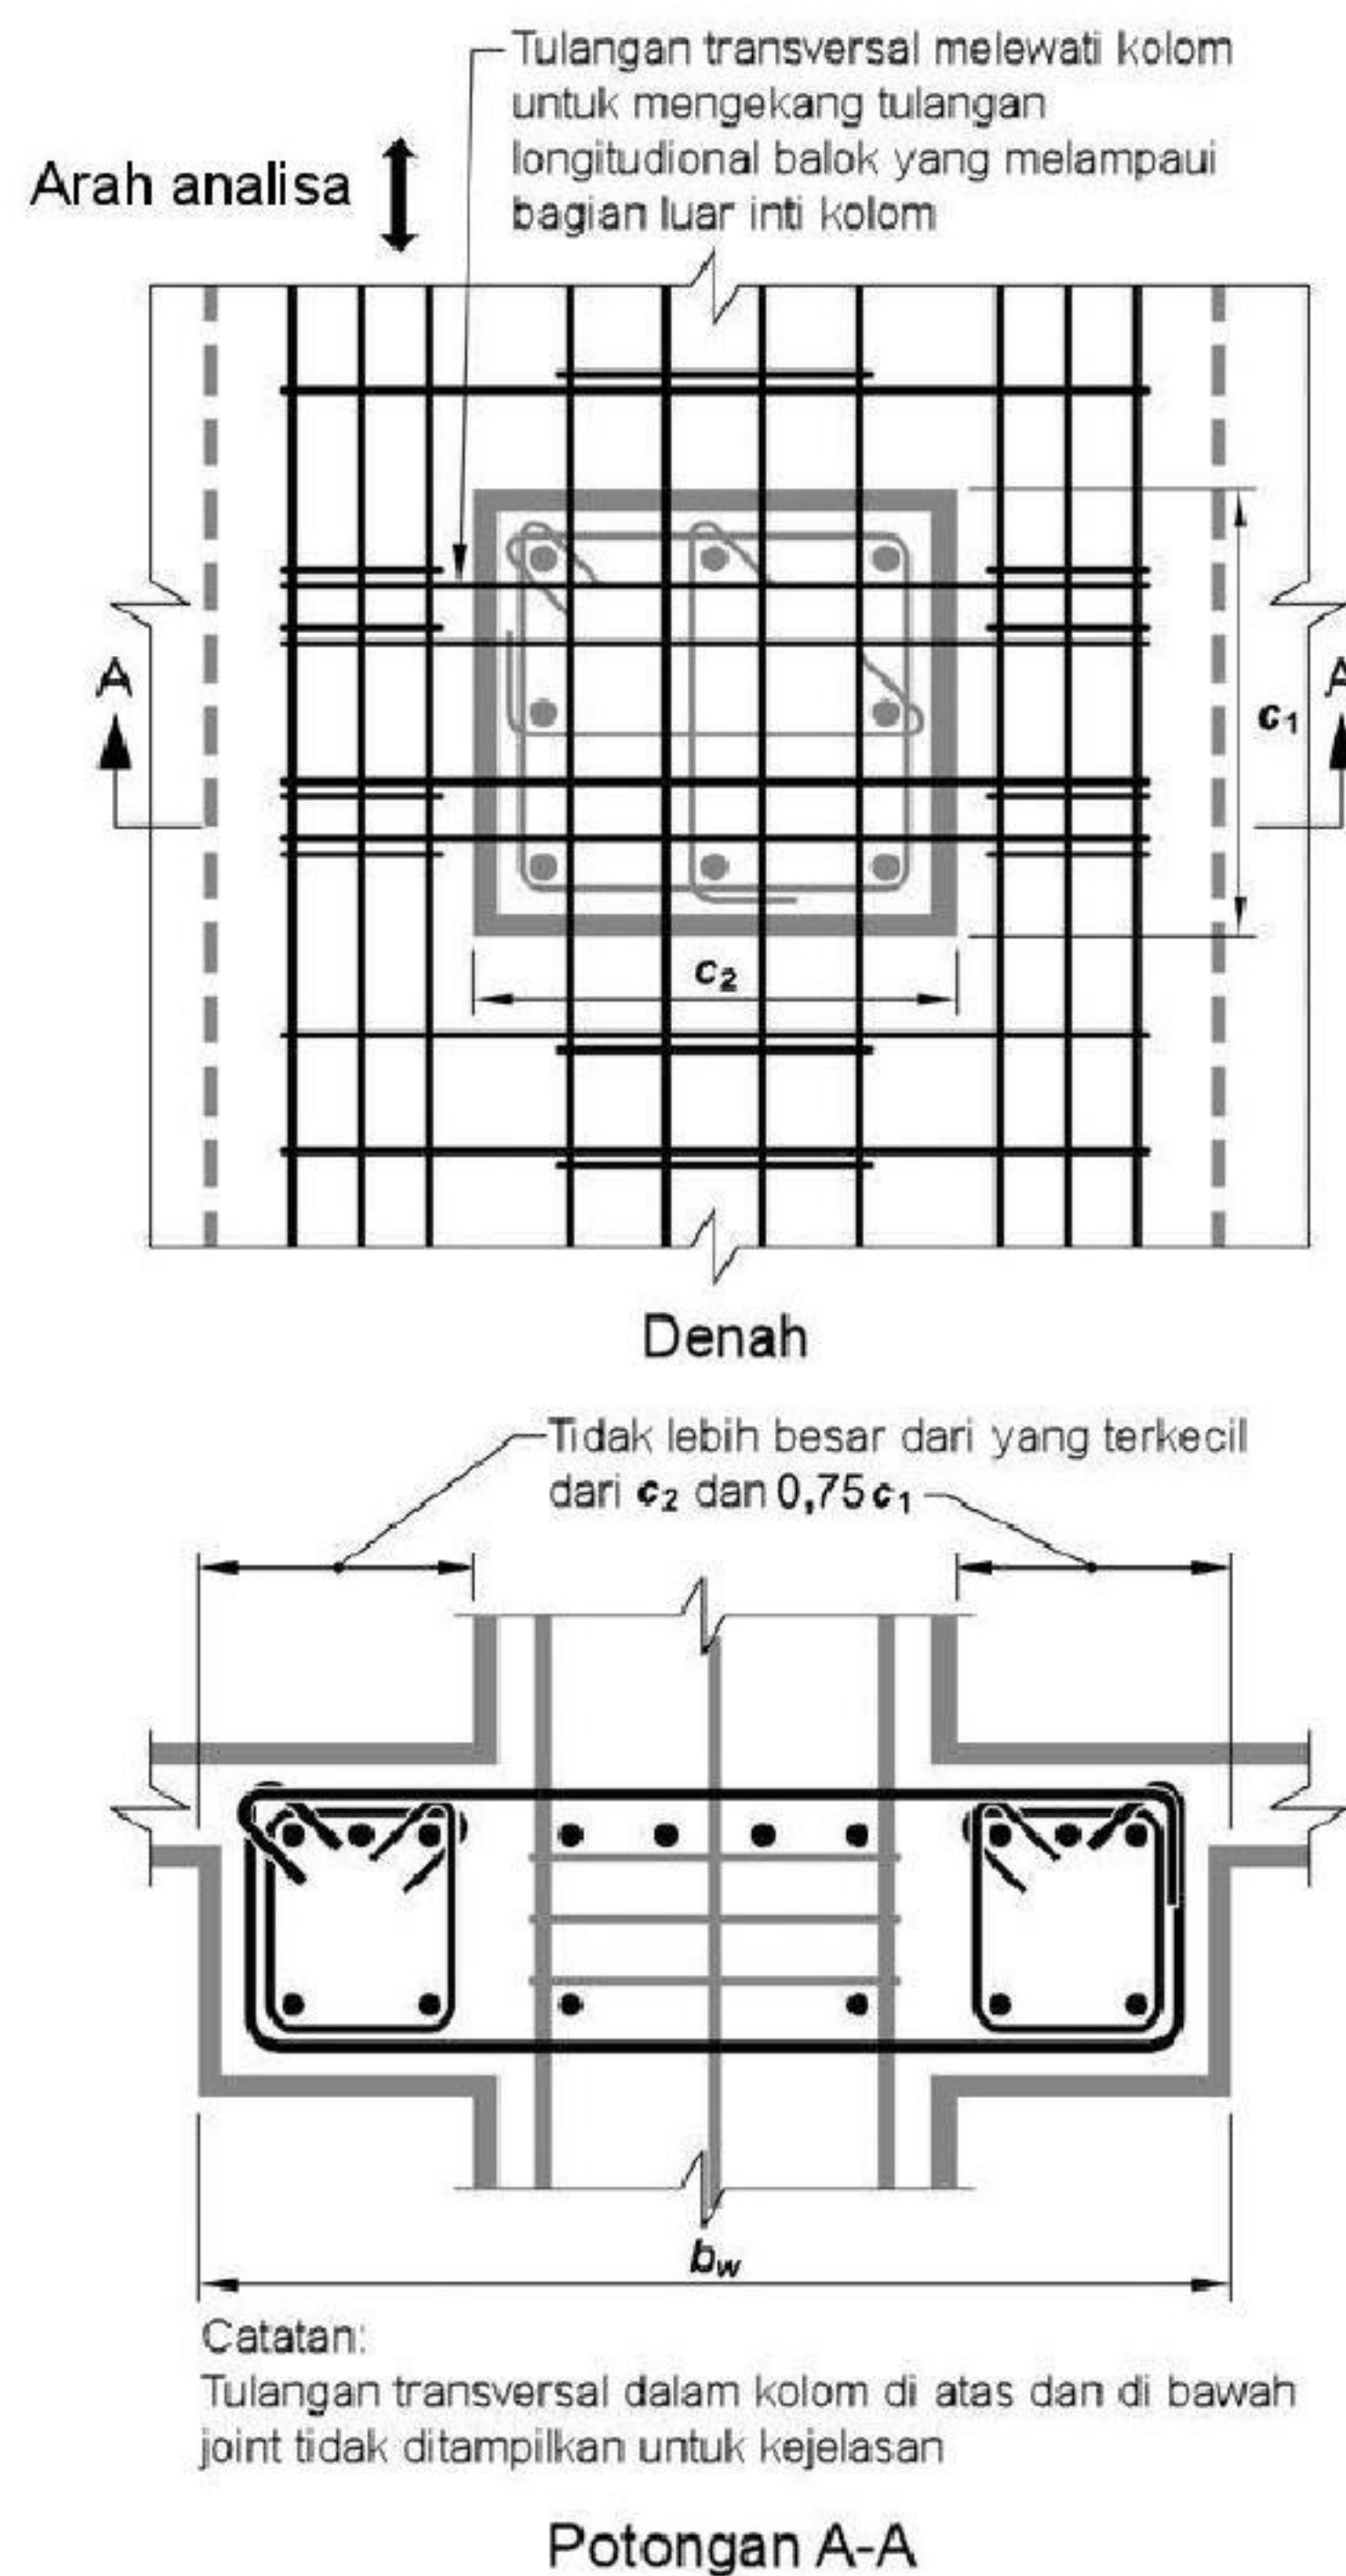 Tulangan transversal melewati kolom
untuk mengekang tulangan
longitudional balok yang melampaui
bagian luar inti kolom
Arah analisa
A
A
c1
c2
Denah
Tidak lebih besar dari yang terkecil
dari c2 dan 0,75c1
bw
Catatan:
Tulangan transversal dalam kolom di atas dan di bawah
joint tidak ditampilkan untuk kejelasan
Potongan A-A